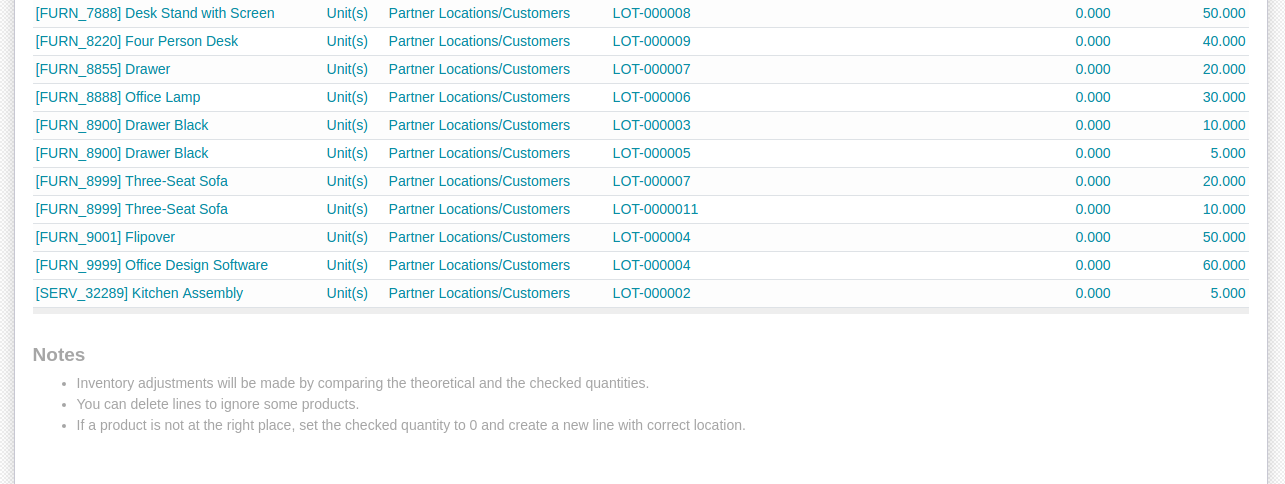 [FURN_7888] Desk Stand with Screen Unit(s) Partner Locations/Customers LOT-000008 0.000 50.000
[FURN_8220] Four Person Desk Unit(s) Partner Locations/Customers LOT-000009 0.000 40.000
[FURN_8855] Drawer Unit(s) Partner Locations/Customers LOT-000007 0.000 20.000
[FURN_8888] Office Lamp Unit(s) Partner Locations/Customers LOT-000006 0.000 30.000
[FURN_8900] Drawer Black Unit(s) Partner Locations/Customers LOT-000003 0.000 10.000
[FURN_8900] Drawer Black Unit(s) Partner Locations/Customers LOT-000005 0.000 5.000
[FURN_8999] Three-Seat Sofa Unit(s) Partner Locations/Customers LOT-000007 0.000 20.000
[FURN_8999] Three-Seat Sofa Unit(s) Partner Locations/Customers LOT-0000011 0.000 10.000
[FURN_9001] Flipover Unit(s) Partner Locations/Customers LOT-000004 0.000 50.000
[FURN_9999] Office Design Software Unit(s) Partner Locations/Customers LOT-000004 0.000 60.000
[SERV_32289] Kitchen Assembly Unit(s) Partner Locations/Customers LOT-000002 0.000 5.000
Notes
• Inventory adjustments will be made by comparing the theoretical and the checked quantities.
• You can delete lines to ignore some products.
• If a product is not at the right place, set the checked quantity to 0 and create a new line with correct location.